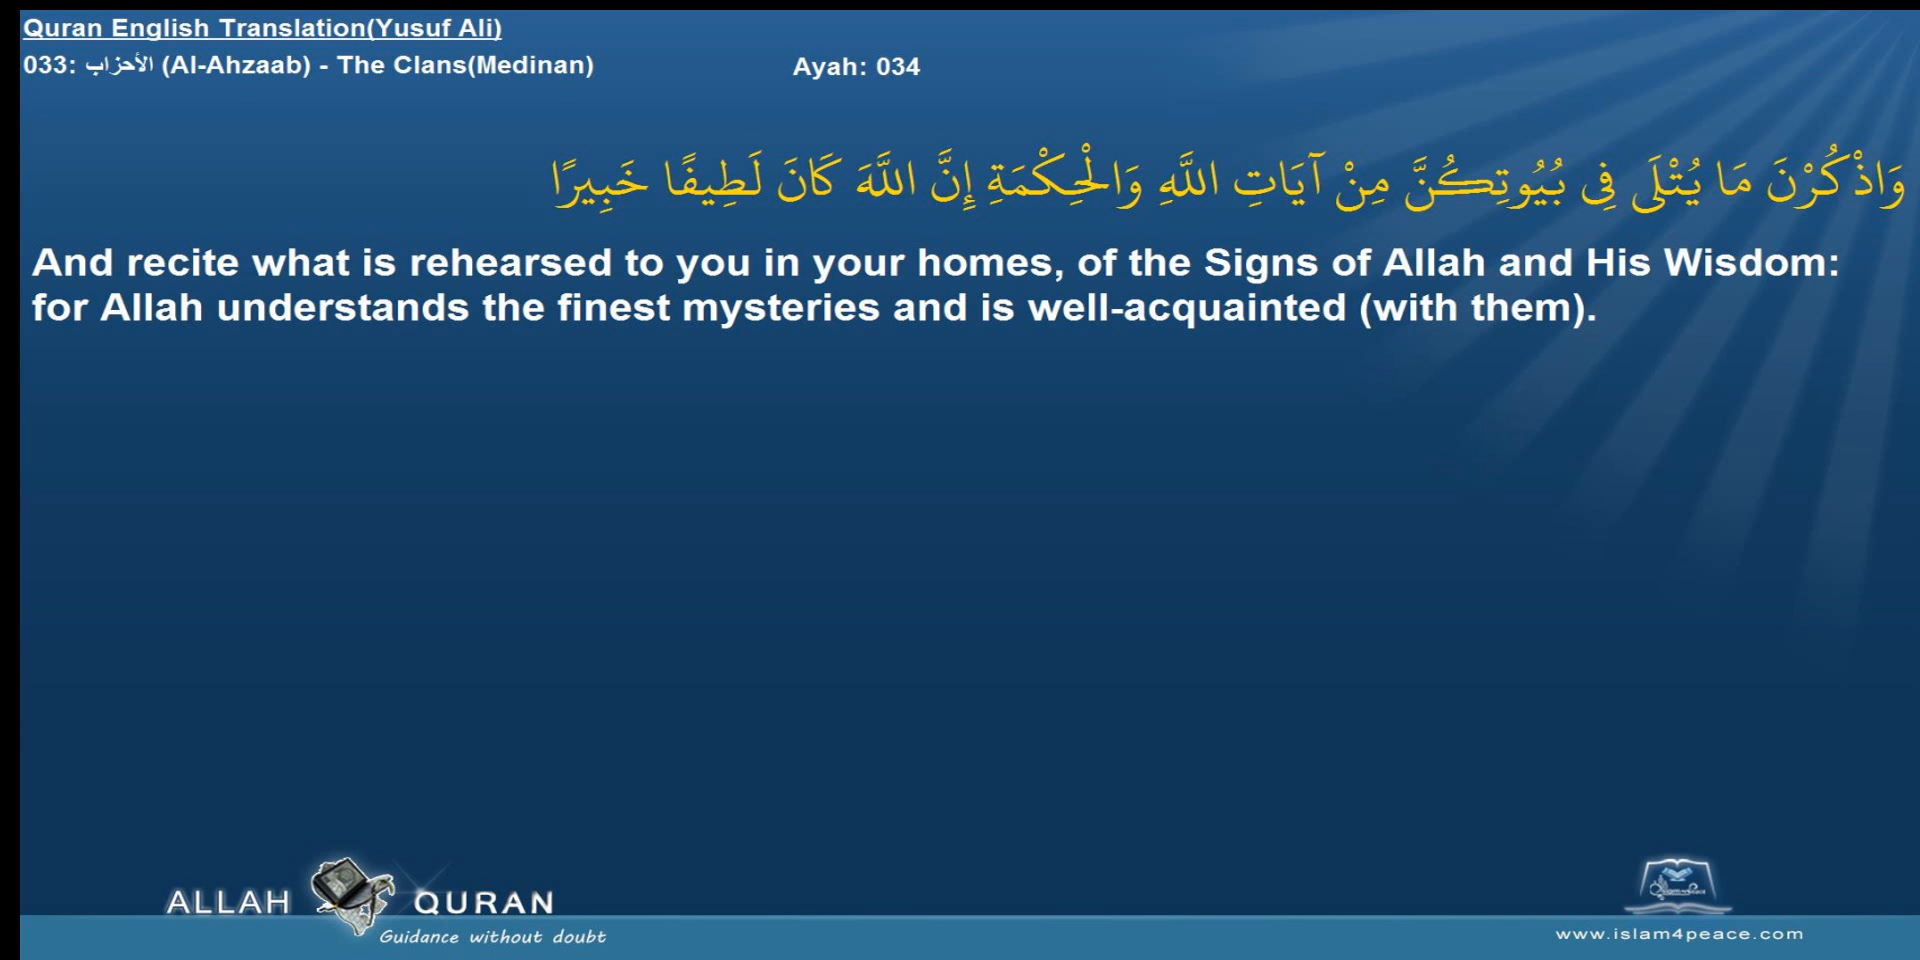 Quran English Translation(Yusuf Ali)
033: الأحزاب (Al-Ahzaab) - The Clans(Medinan) Ayah: 034
وَاذْكُرْنَ مَا يُتْلَى فِي بُيُوتِكُنَّ مِنْ آيَاتِ اللَّهِ وَالْحِكْمَةِ إِنَّ اللَّهَ كَانَ لَطِيفًا خَبِيرًا
And recite what is rehearsed to you in your homes, of the Signs of Allah and His Wisdom:
for Allah understands the finest mysteries and is well-acquainted (with them).
ALLAH QURAN
Guidance without doubt
www.islam4peace.com